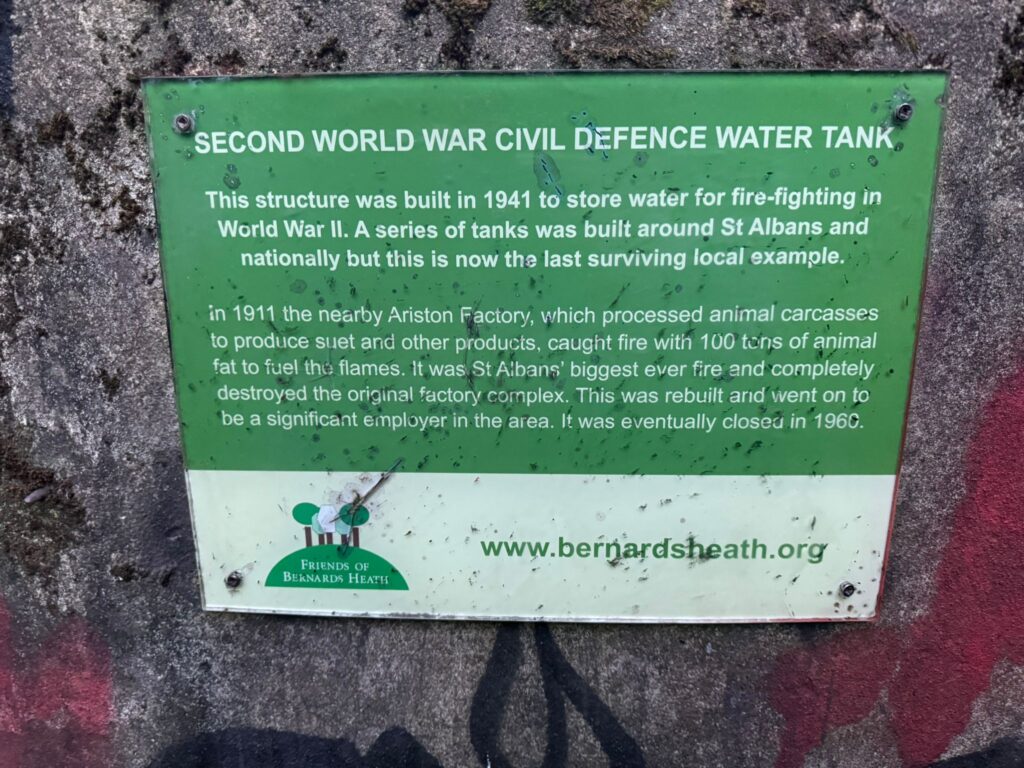 SECOND WORLD WAR CIVIL DEFENCE WATER TANK
This structure was built in 1941 to store water for fire-fighting in
World War II. A series of tanks was built around St Albans and
nationally but this is now the last surviving local example.
In 1911 the nearby Ariston Factory, which processed animal carcasses
to produce suet and other products, caught fire with 100 tons of animal
fat to fuel the flames. It was St Albans' biggest ever fire and completely
destroyed the original factory complex. This was rebuilt and went on to
be a significant employer in the area. It was eventually closed in 1960.
FRIENDS OF
BERNARDS HEATH
www.bernardsheath.org